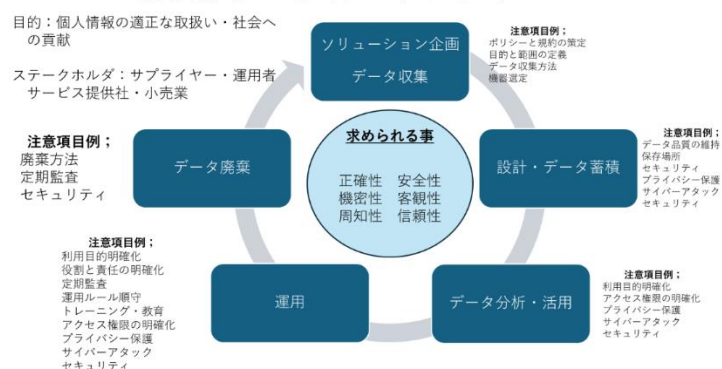 目的：個人情報の適正な取扱い・社会へ
の貢献
ステークホルダ：サプライヤー・運用者
サービス提供社・小売業
ソリューション企画
データ収集
注意項目例；
ポリシーと規約の策定
目的と範囲の定義
データ収集方法
機器選定
注意項目例；
データ品質の維持
保存場所
セキュリティ
プライバシー保護
サイバーアタック
セキュリティ
設計・データ蓄積
注意項目例；
廃棄方法
定期監査
セキュリティ
データ廃棄
求められる事
正確性 安全性
機密性 客観性
周知性 信頼性
注意項目例；
利用目的明確化
役割と責任の明確化
定期監査
運用ルール順守
トレーニング・教育
アクセス権限の明確化
プライバシー保護
サイバーアタック
セキュリティ
運用
データ分析・活用
注意項目例；
利用目的明確化
アクセス権限の明確化
プライバシー保護
サイバーアタック
セキュリティ